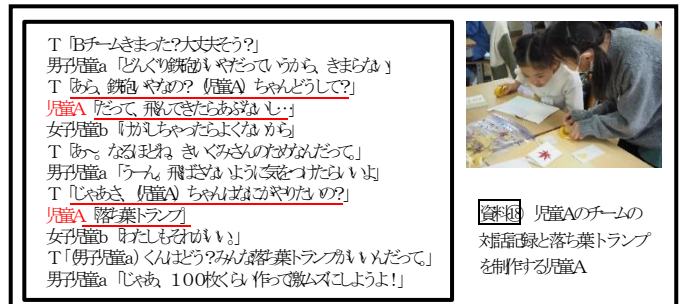 T「Bチームきまった?大丈夫そう?」
男子児童a「どんぐり鉄砲がいやだっていうから、きまらない」
T「あら、鉄砲いやなの? (児童A) ちゃんどうして?」
児童A「だって、飛んできたらあぶないし…」
女子児童b「けがしちゃったらよくないから」
T「あ~。なるほどね。きいくみさんのためなんだって。」
男子児童a「うーん。飛ばさないように気をつけたらいいよ」
T「じゃあさ、(児童A) ちゃんはなにがやりたいの?」
児童A「落ち葉トランプ」
女子児童b「わたしもそれがいい。」
T「(男子児童a) くんはどう?みんな落ち葉トランプがいいんだって。」
男子児童a「じゃあ、100枚くらい作って激ムズにしようよ!」
資料⑱ 児童Aのチームの
対話記録と落ち葉トランプ
を制作する児童A